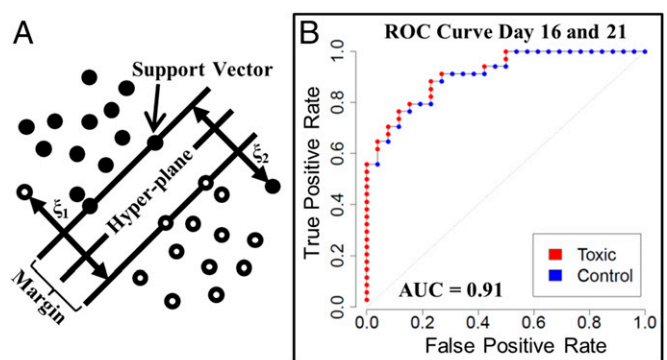 A
Support Vector
ξ1
Hyper-plane
ξ2
Margin
B
ROC Curve Day 16 and 21
True Positive Rate
1.0
0.8
0.6
0.4
0.2
0.0
Toxic
Control
AUC = 0.91
0.0 0.2 0.4 0.6 0.8 1.0
False Positive Rate